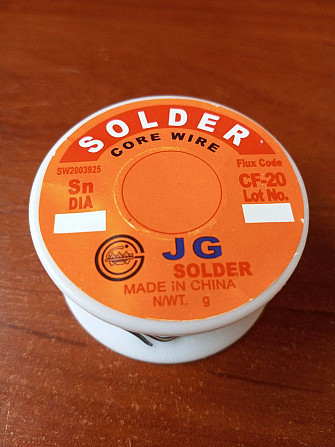 SOLDER
CORE WIRE
SW2003925
Flux Code
Sn
CF-20
DIA
Lot No.
JG
SOLDER
MADE IN CHINA
N/WT. g